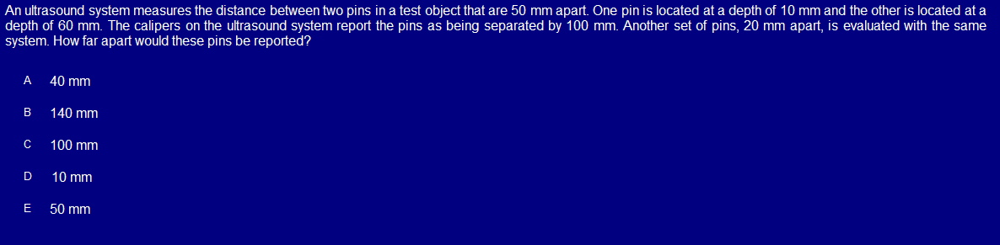 An ultrasound system measures the distance between two pins in a test object that are 50 mm apart. One pin is located at a depth of 10 mm and the other is located at a
depth of 60 mm. The calipers on the ultrasound system report the pins as being separated by 100 mm. Another set of pins, 20 mm apart, is evaluated with the same
system. How far apart would these pins be reported?
A 40 mm
B 140 mm
C 100 mm
D 10 mm
E 50 mm